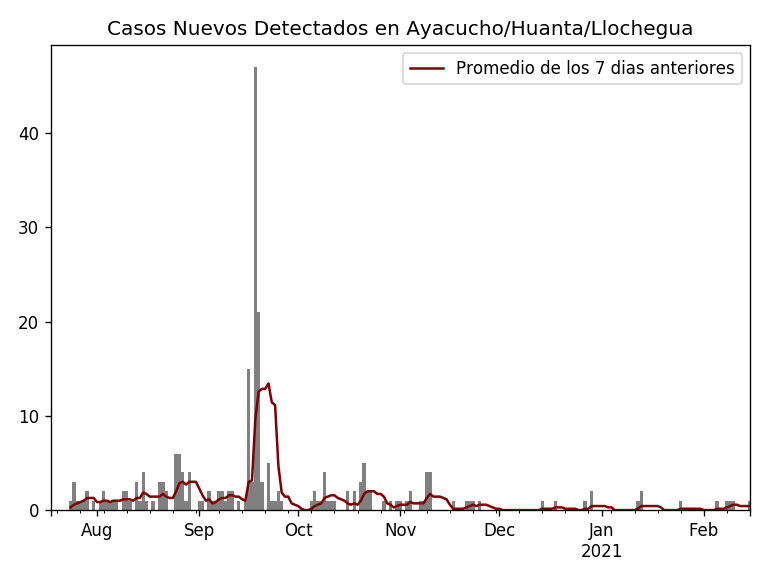 Casos Nuevos Detectados en Ayacucho/Huanta/Llochegua
Promedio de los 7 dias anteriores
40
30
20
10
0
Aug Sep Oct Nov Dec Jan Feb
2021